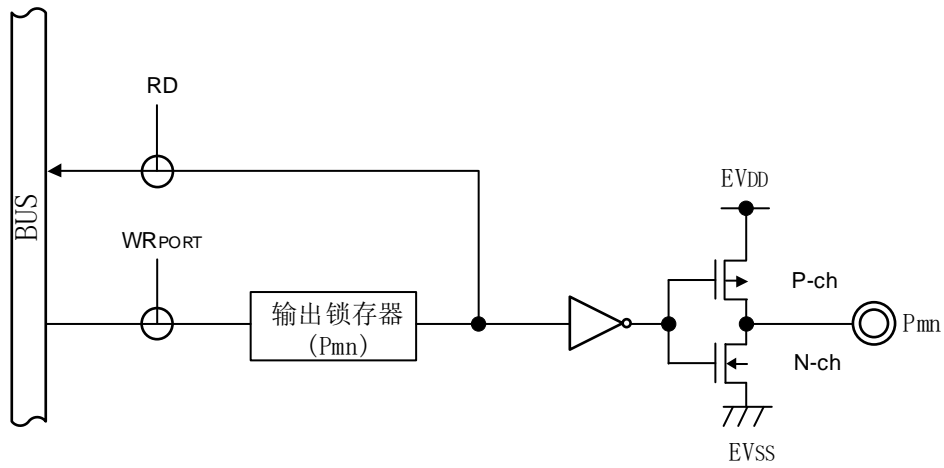 RD
EVDD
BUS
WRPORT
P-ch
输出锁存器
(Pmn)
Pmn
N-ch
EVSS